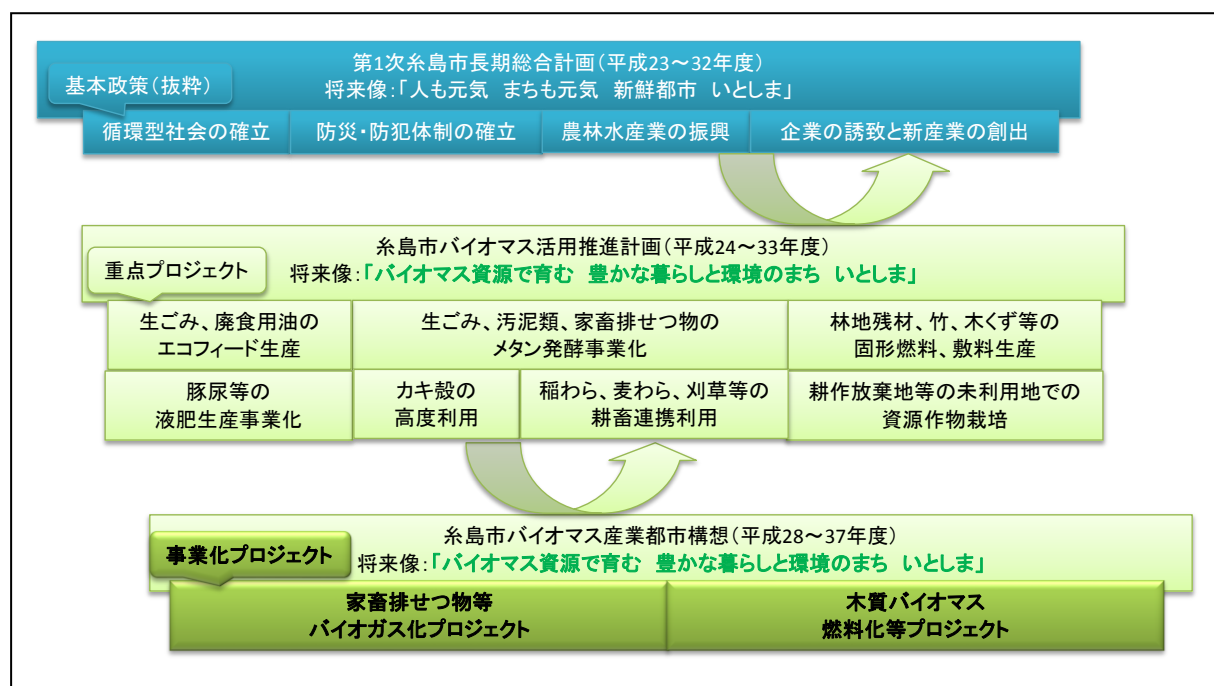 第1次糸島市長期総合計画（平成23～32年度）
基本政策（抜粋）
将来像：「人も元気　まちも元気　新鮮都市　いとしま」
循環型社会の確立
防災・防犯体制の確立
農林水産業の振興
企業の誘致と新産業の創出
糸島市バイオマス活用推進計画（平成24～33年度）
重点プロジェクト
将来像：「バイオマス資源で育む　豊かな暮らしと環境のまち　いとしま」
生ごみ、廃食用油の
エコフィード生産
生ごみ、汚泥類、家畜排せつ物の
メタン発酵事業化
林地残材、竹、木くず等の
固形燃料、敷料生産
豚尿等の
液肥生産事業化
カキ殻の
高度利用
稲わら、麦わら、刈草等の
耕畜連携利用
耕作放棄地等の未利用地での
資源作物栽培
糸島市バイオマス産業都市構想（平成28～37年度）
事業化プロジェクト
将来像：「バイオマス資源で育む　豊かな暮らしと環境のまち　いとしま」
家畜排せつ物等
バイオガス化プロジェクト
木質バイオマス
燃料化等プロジェクト